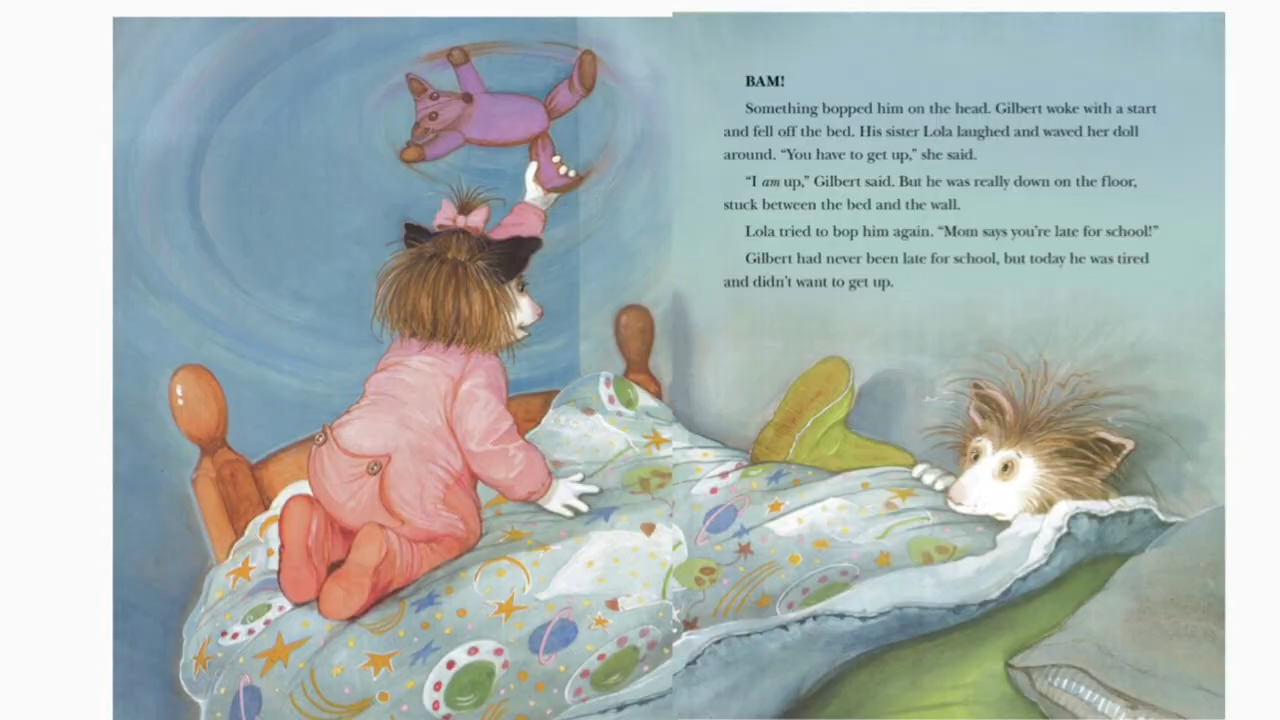 BAM!
Something bopped him on the head. Gilbert woke with a start
and fell off the bed. His sister Lola laughed and waved her doll
around. “You have to get up,” she said.
“I am up,” Gilbert said. But he was really down on the floor,
stuck between the bed and the wall.
Lola tried to bop him again. “Mom says you’re late for school!”
Gilbert had never been late for school, but today he was tired
and didn’t want to get up.